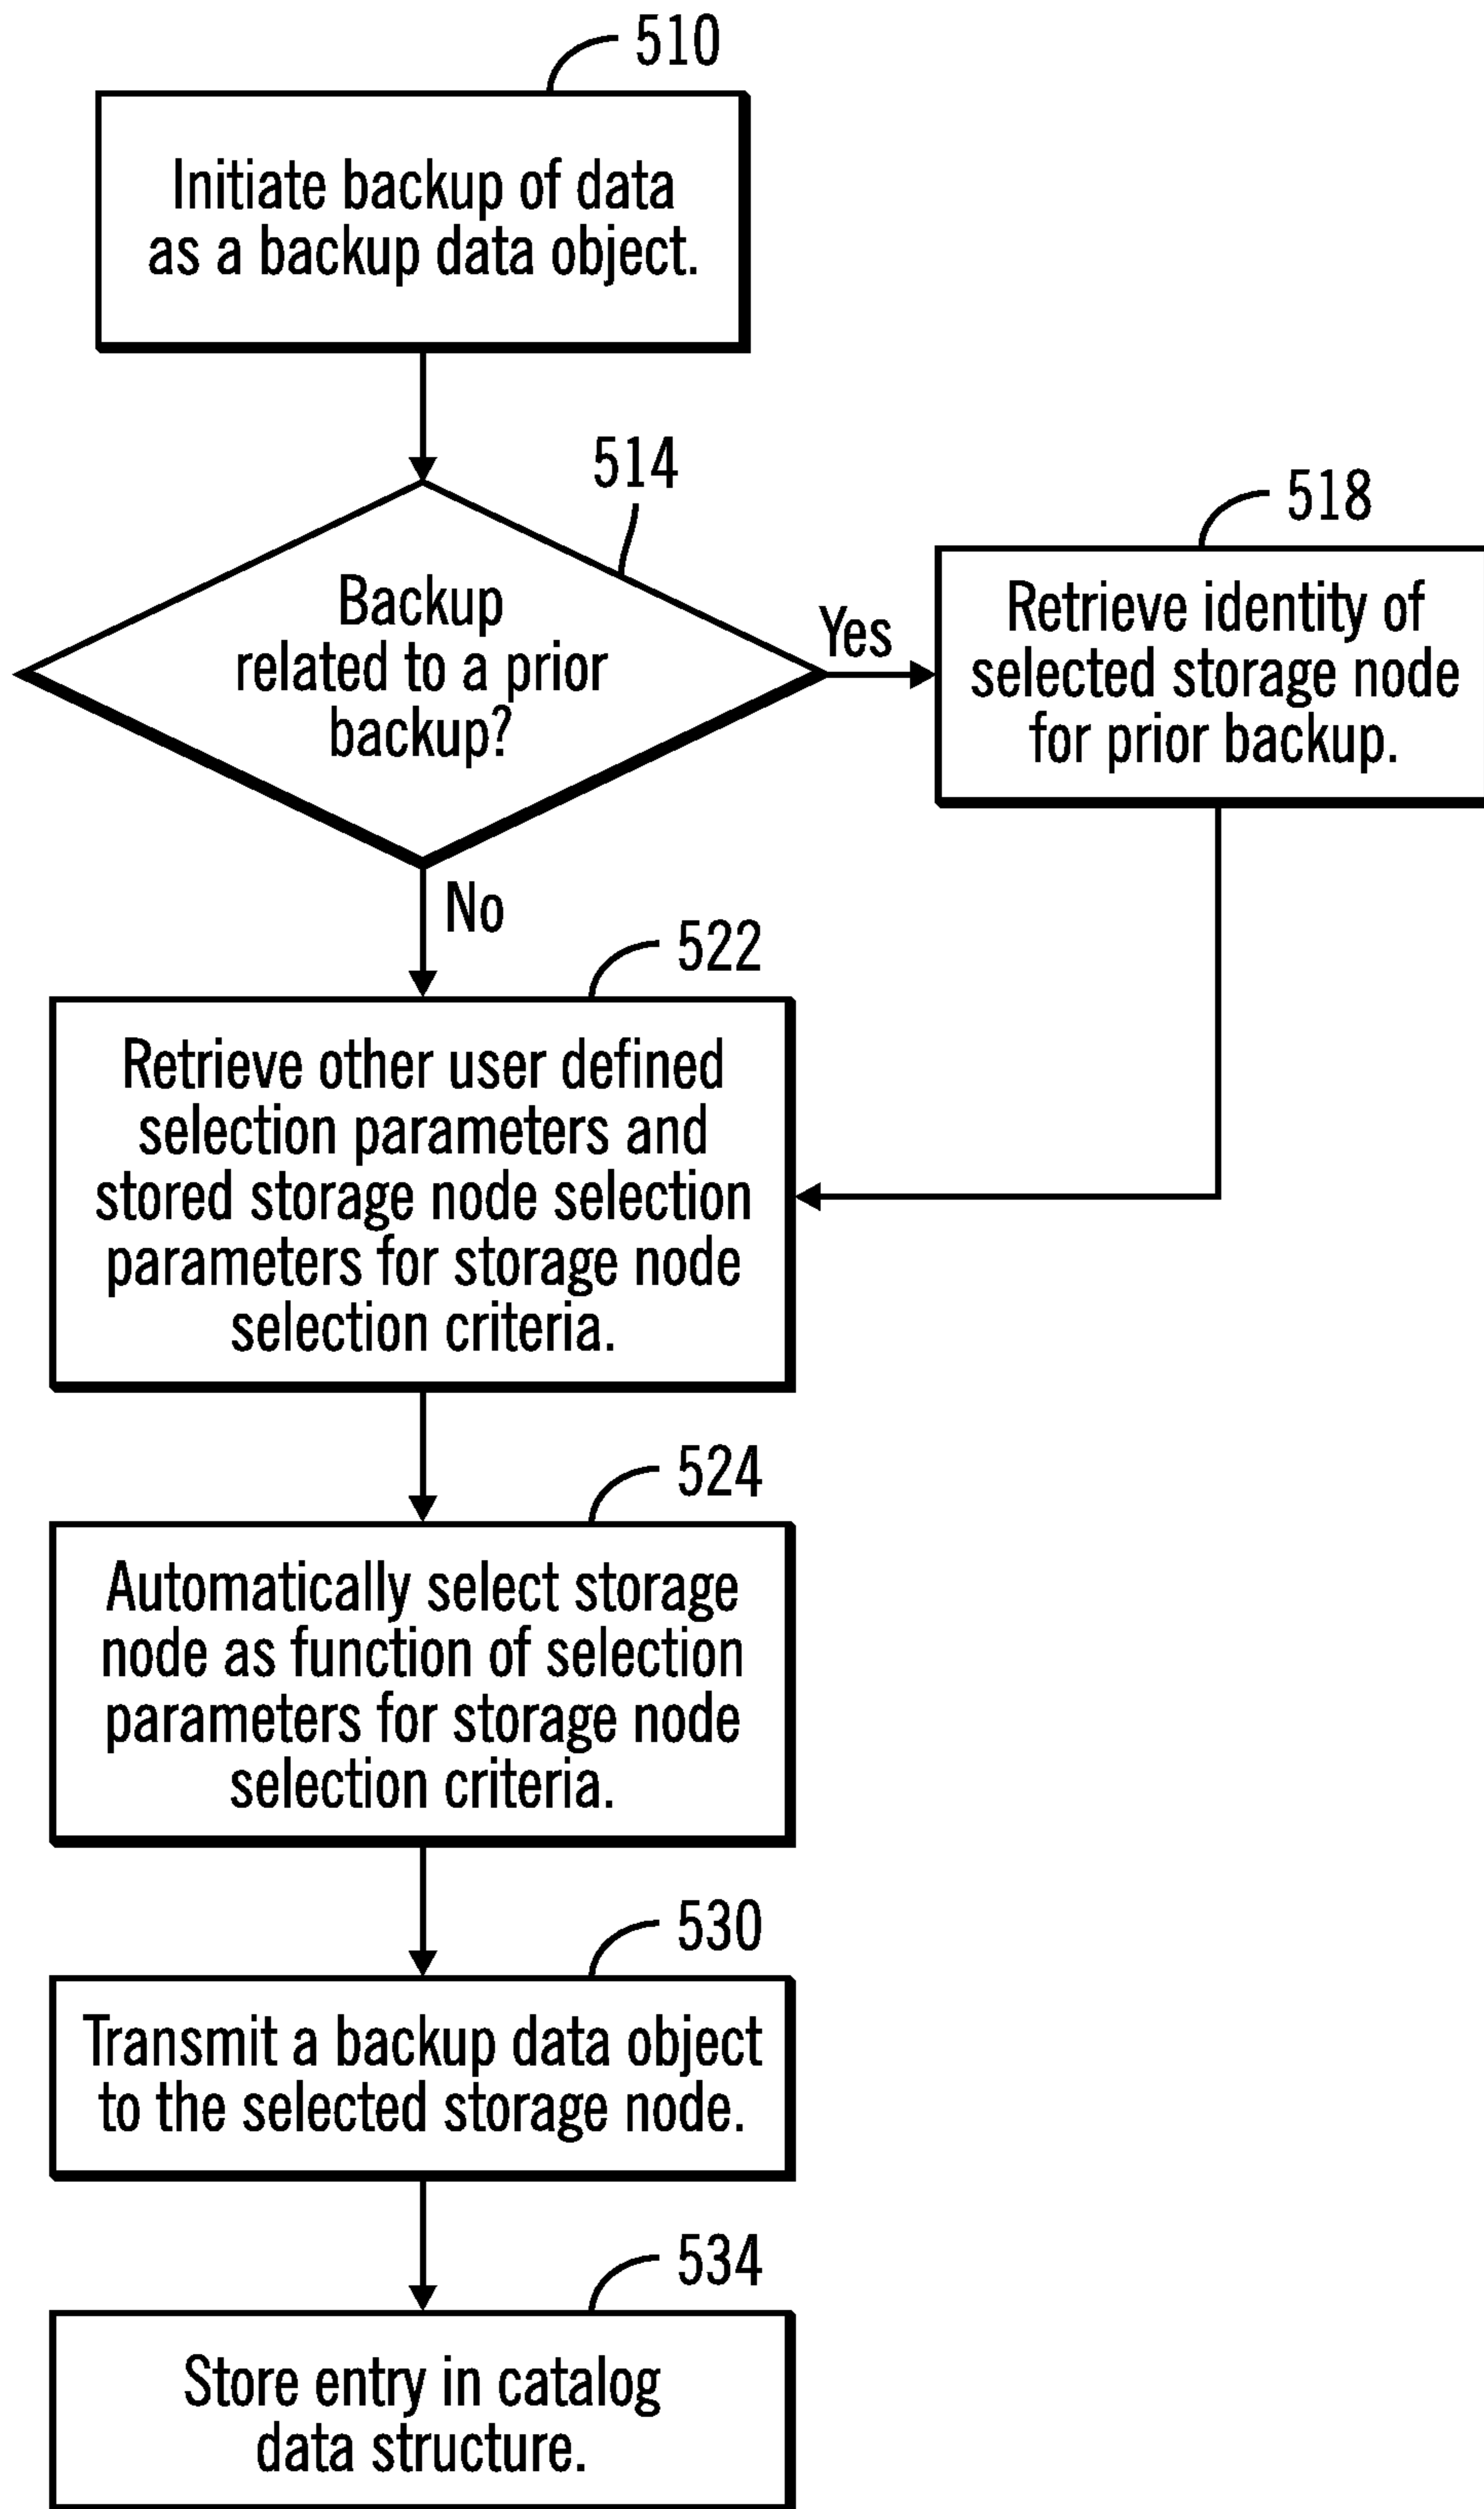 510
Initiate backup of data
as a backup data object.
514
Backup
related to a prior
backup?
Yes
518
Retrieve identity of
selected storage node
for prior backup.
No
522
Retrieve other user defined
selection parameters and
stored storage node selection
parameters for storage node
selection criteria.
524
Automatically select storage
node as function of selection
parameters for storage node
selection criteria.
530
Transmit a backup data object
to the selected storage node.
534
Store entry in catalog
data structure.